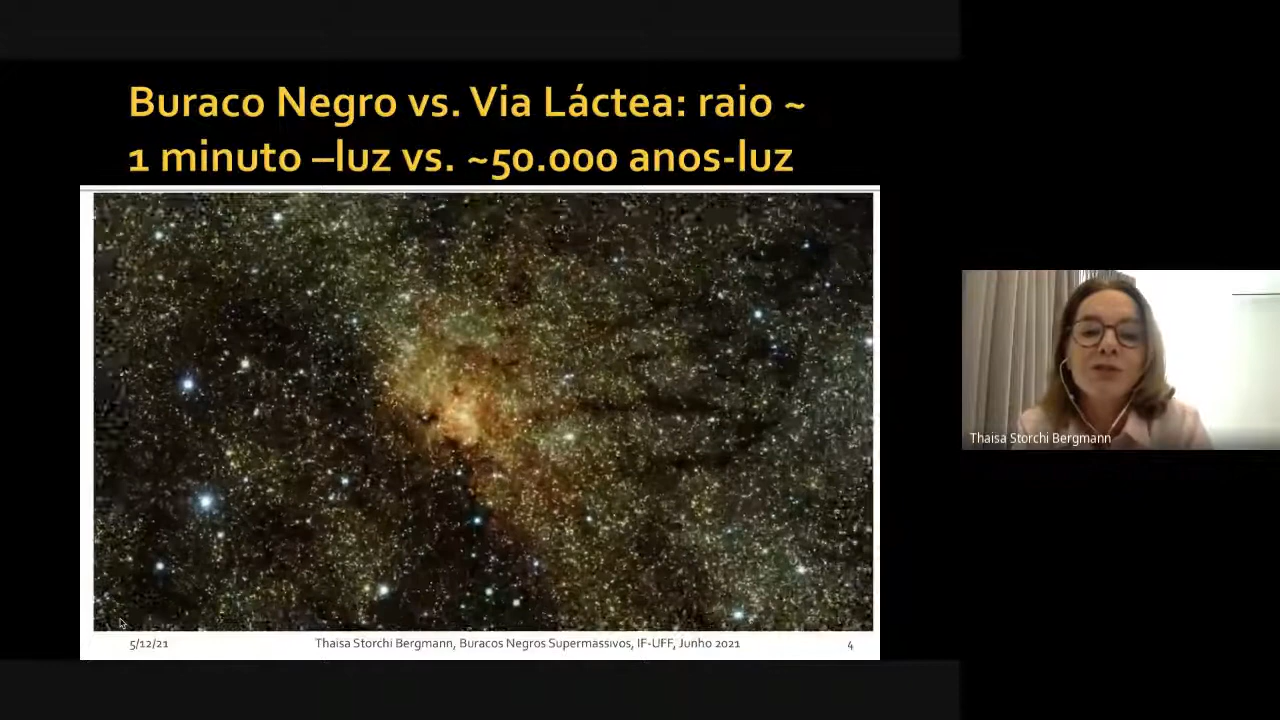 Buraco Negro vs. Via Láctea: raio ~
1 minuto –luz vs. ~50.000 anos-luz
Thaisa Storchi Bergmann
5/12/21
Thaisa Storchi Bergmann, Buracos Negros Supermassivos, IF-UFF, Junho 2021
4